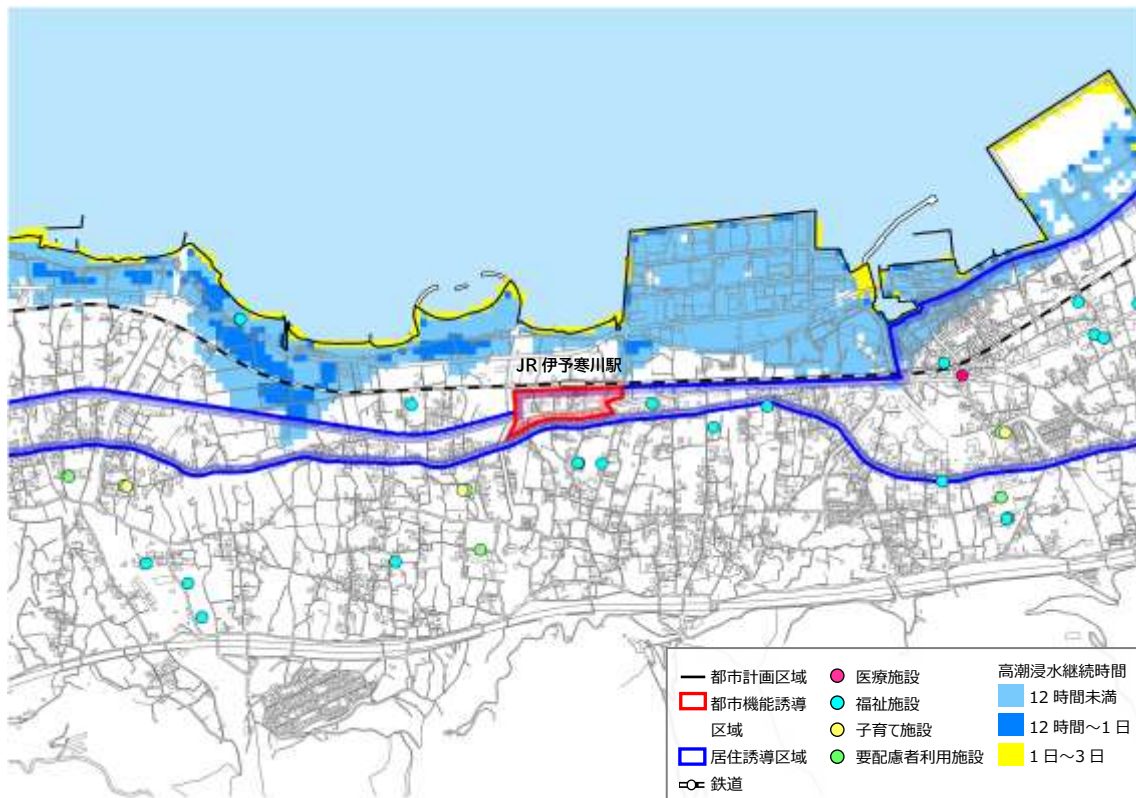 JR 伊予寒川駅
都市計画区域
都市機能誘導
区域
居住誘導区域
鉄道
医療施設
福祉施設
子育て施設
要配慮者利用施設
高潮浸水継続時間
12 時間未満
12 時間～1 日
1 日～3 日